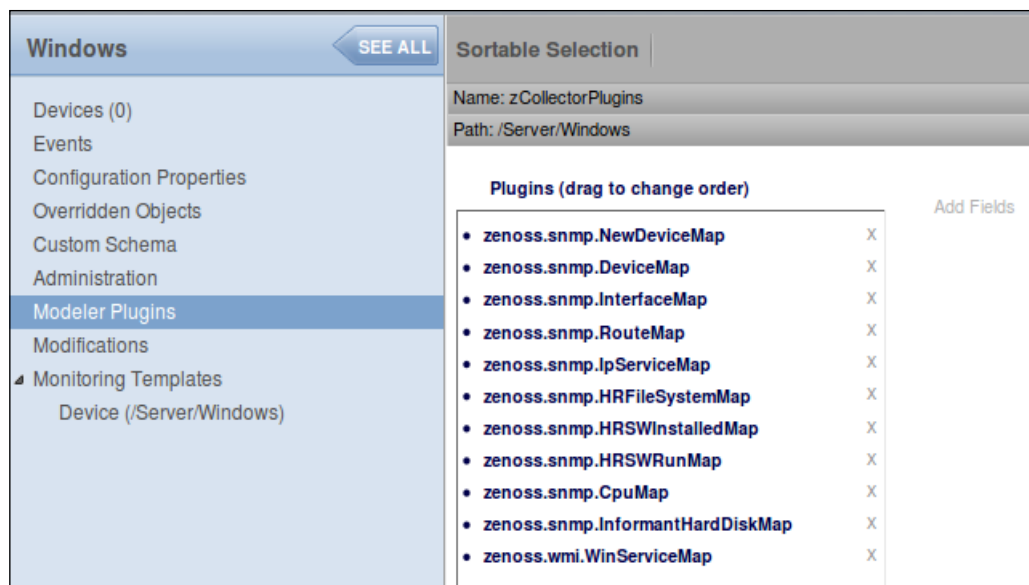 Windows
SEE ALL
Devices (0)
Events
Configuration Properties
Overridden Objects
Custom Schema
Administration
Modeler Plugins
Modifications
Monitoring Templates
Device (/Server/Windows)
Sortable Selection
Name: zCollectorPlugins
Path: /Server/Windows
Plugins (drag to change order)
Add Fields
• zenoss.snmp.NewDeviceMap X
• zenoss.snmp.DeviceMap X
• zenoss.snmp.InterfaceMap X
• zenoss.snmp.RouteMap X
• zenoss.snmp.IpServiceMap X
• zenoss.snmp.HRFileSystemMap X
• zenoss.snmp.HRSWInstalledMap X
• zenoss.snmp.HRSWRunMap X
• zenoss.snmp.CpuMap X
• zenoss.snmp.InformantHardDiskMap X
• zenoss.wmi.WinServiceMap X